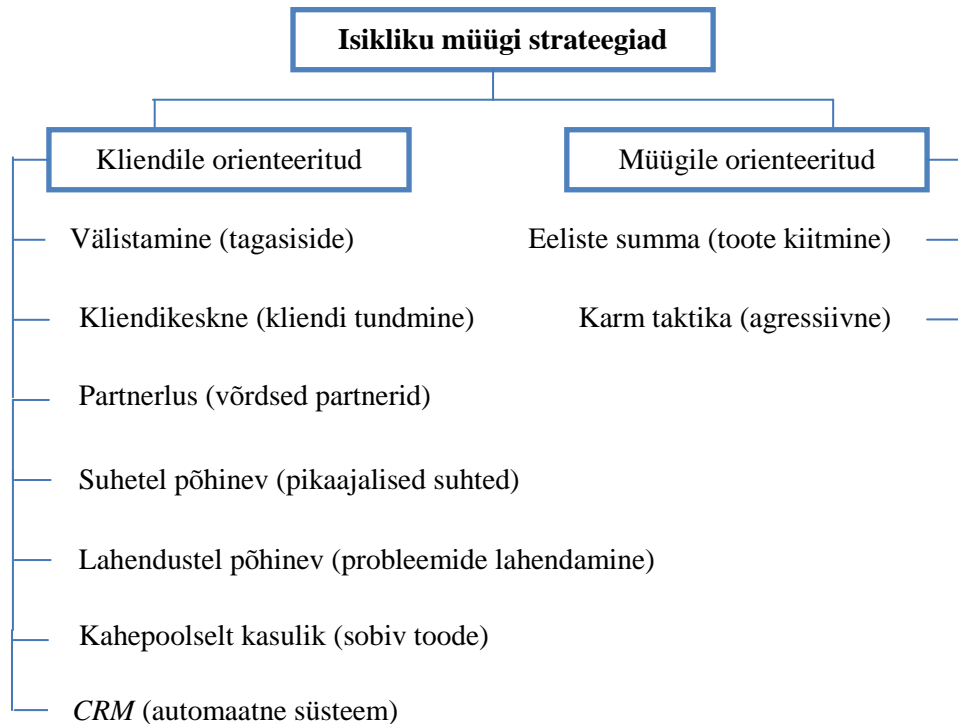 Isikliku müügi strateegiad
Kliendile orienteeritud
Müügile orienteeritud
Välistamine (tagasiside)
Eeliste summa (toote kiitmine)
Kliendikeskne (kliendi tundmine)
Karm taktika (agressiivne)
Partnerlus (võrdsed partnerid)
Suhetel põhinev (pikaajalised suhted)
Lahendustel põhinev (probleemide lahendamine)
Kahepoolselt kasulik (sobiv toode)
CRM (automaatne süsteem)